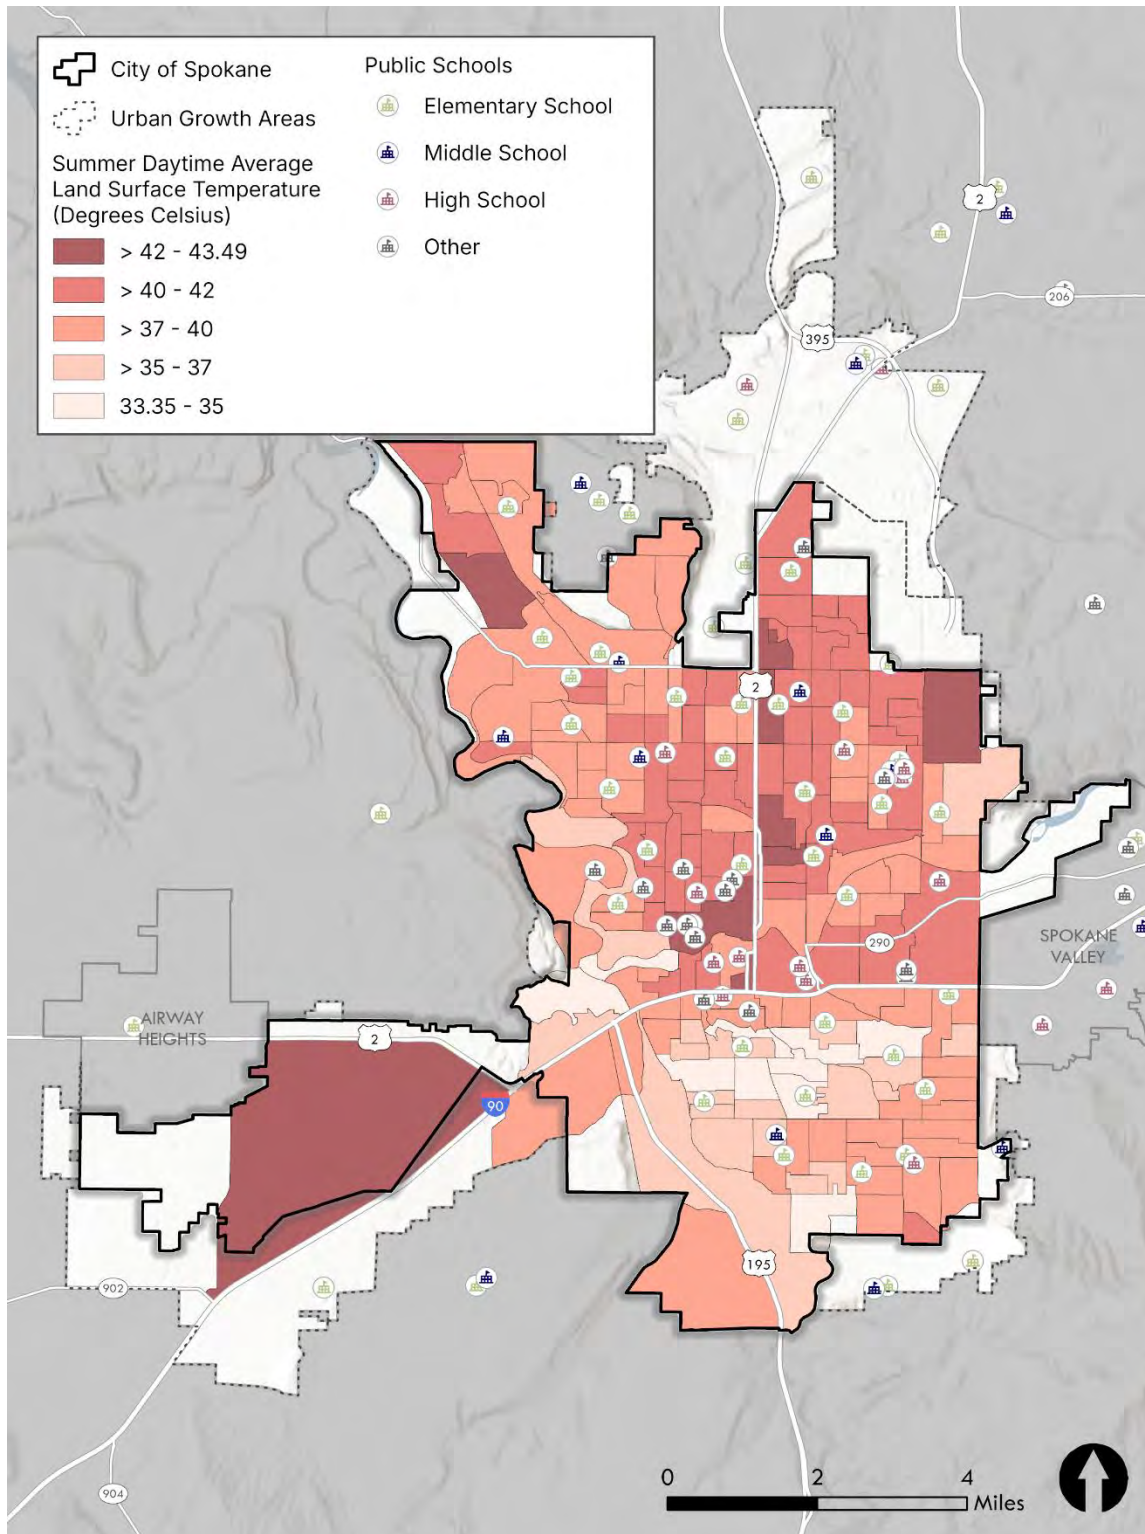 City of Spokane
Urban Growth Areas
Summer Daytime Average
Land Surface Temperature
(Degrees Celsius)
> 42 - 43.49
> 40 - 42
> 37 - 40
> 35 - 37
33.35 - 35
Public Schools
Elementary School
Middle School
High School
Other
2
206
395
2
290
SPOKANE
VALLEY
AIRWAY
HEIGHTS
2
90
195
902
904
0 2 4
Miles